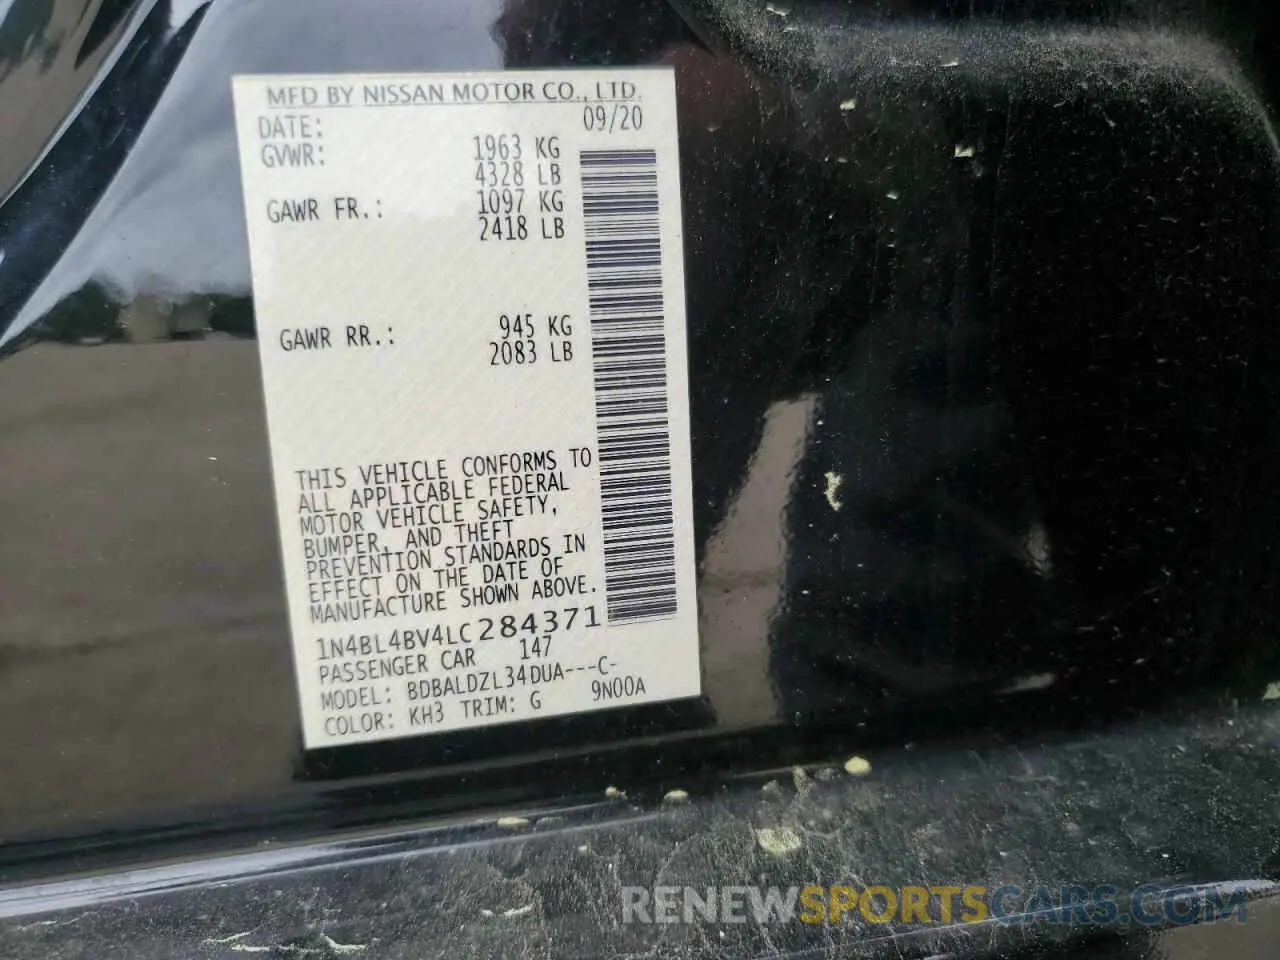 MFD BY NISSAN MOTOR CO., LTD.
DATE: 09/20
GVWR: 1963 KG
4328 LB
GAWR FR.: 1097 KG
2418 LB
GAWR RR.: 945 KG
2083 LB
THIS VEHICLE CONFORMS TO
ALL APPLICABLE FEDERAL
MOTOR VEHICLE SAFETY,
BUMPER, AND THEFT
PREVENTION STANDARDS IN
EFFECT ON THE DATE OF
MANUFACTURE SHOWN ABOVE.
1N4BL4BV4LC284371
PASSENGER CAR 147
MODEL: BDBALDZL34DUA---C-
COLOR: KH3 TRIM: G 9N00A
RENEWSPORTSCARS.COM